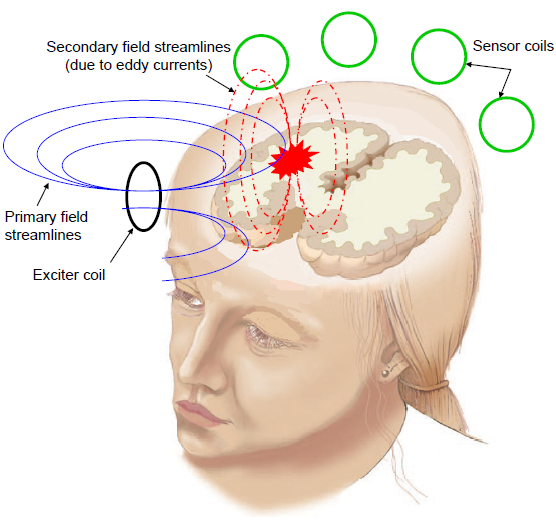 Secondary field streamlines
(due to eddy currents)
Sensor coils
Primary field
streamlines
Exciter coil